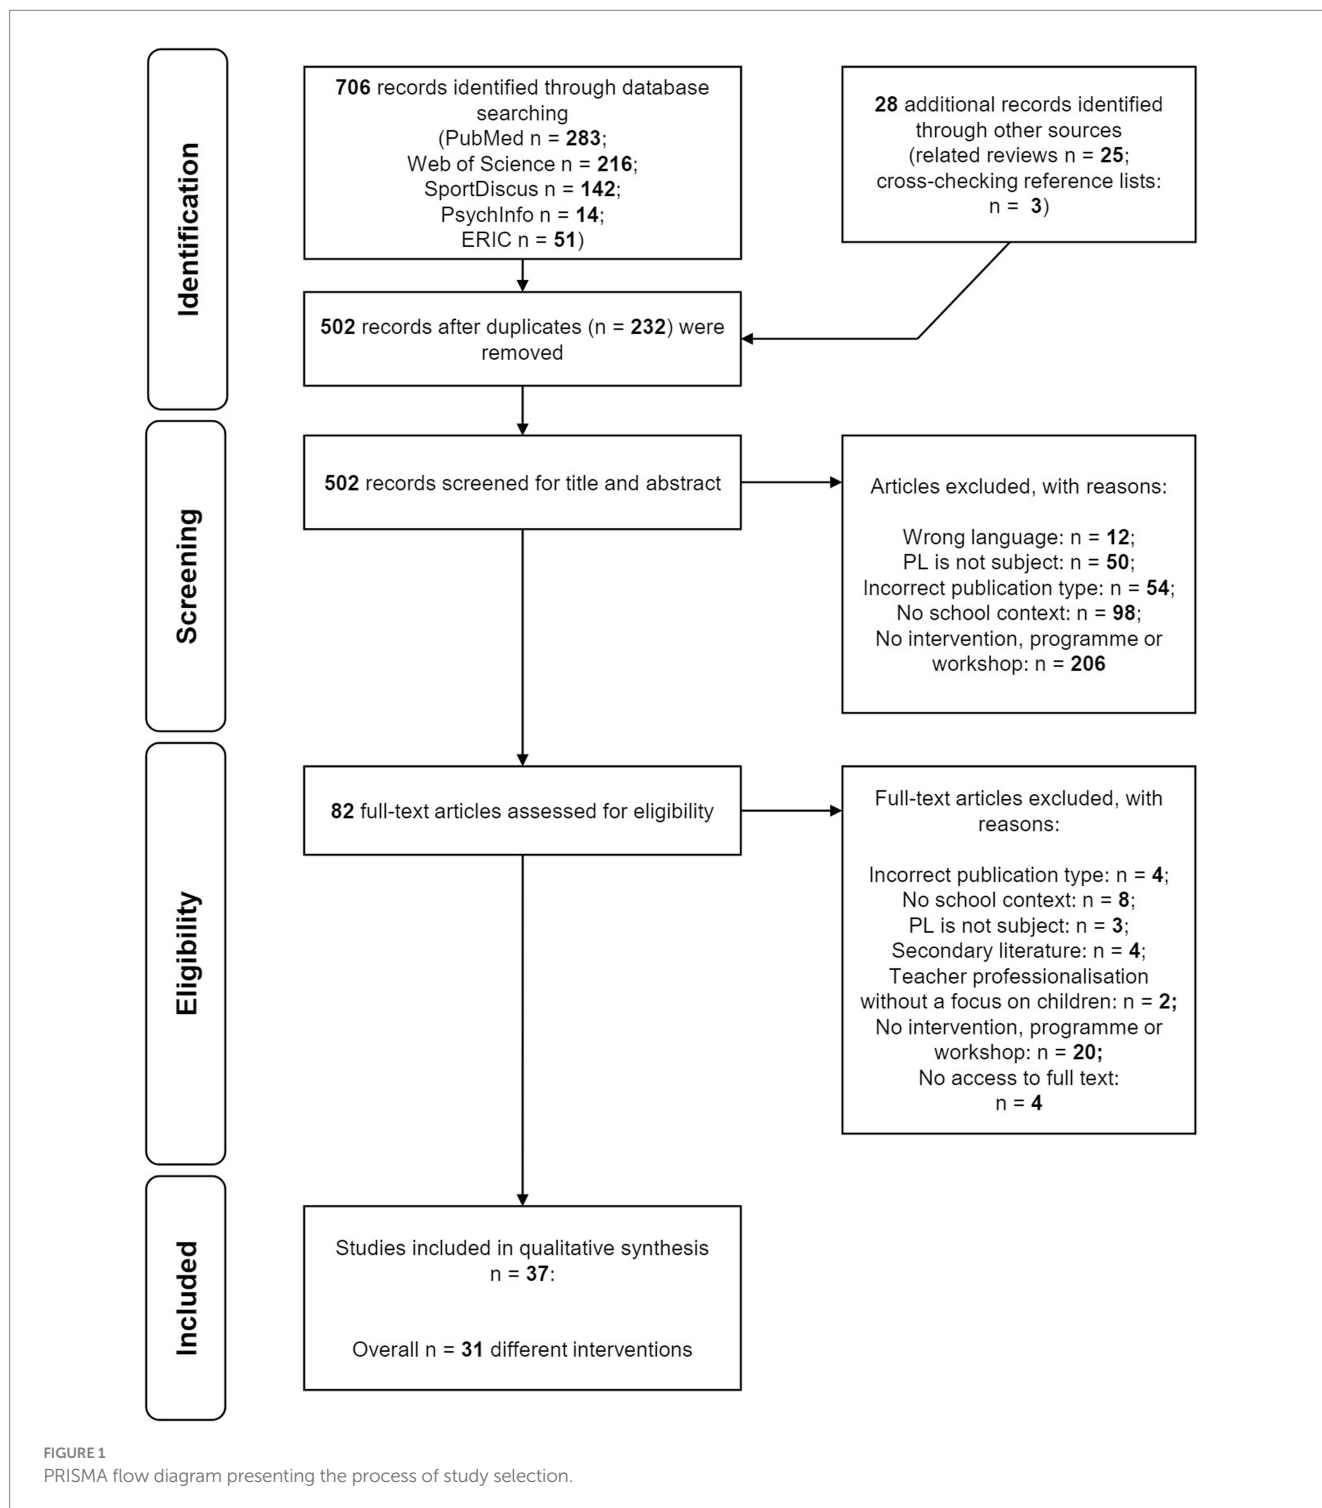 Identification
706 records identified through database
searching
(PubMed n = 283;
Web of Science n = 216;
SportDiscus n = 142;
PsychInfo n = 14;
ERIC n = 51)
28 additional records identified
through other sources
(related reviews n = 25;
cross-checking reference lists:
n = 3)
502 records after duplicates (n = 232) were
removed
Screening
502 records screened for title and abstract
Articles excluded, with reasons:
Wrong language: n = 12;
PL is not subject: n = 50;
Incorrect publication type: n = 54;
No school context: n = 98;
No intervention, programme or
workshop: n = 206
Eligibility
82 full-text articles assessed for eligibility
Full-text articles excluded, with
reasons:
Incorrect publication type: n = 4;
No school context: n = 8;
PL is not subject: n = 3;
Secondary literature: n = 4;
Teacher professionalisation
without a focus on children: n = 2;
No intervention, programme or
workshop: n = 20;
No access to full text:
n = 4
Included
Studies included in qualitative synthesis
n = 37:
Overall n = 31 different interventions
FIGURE 1
PRISMA flow diagram presenting the process of study selection.